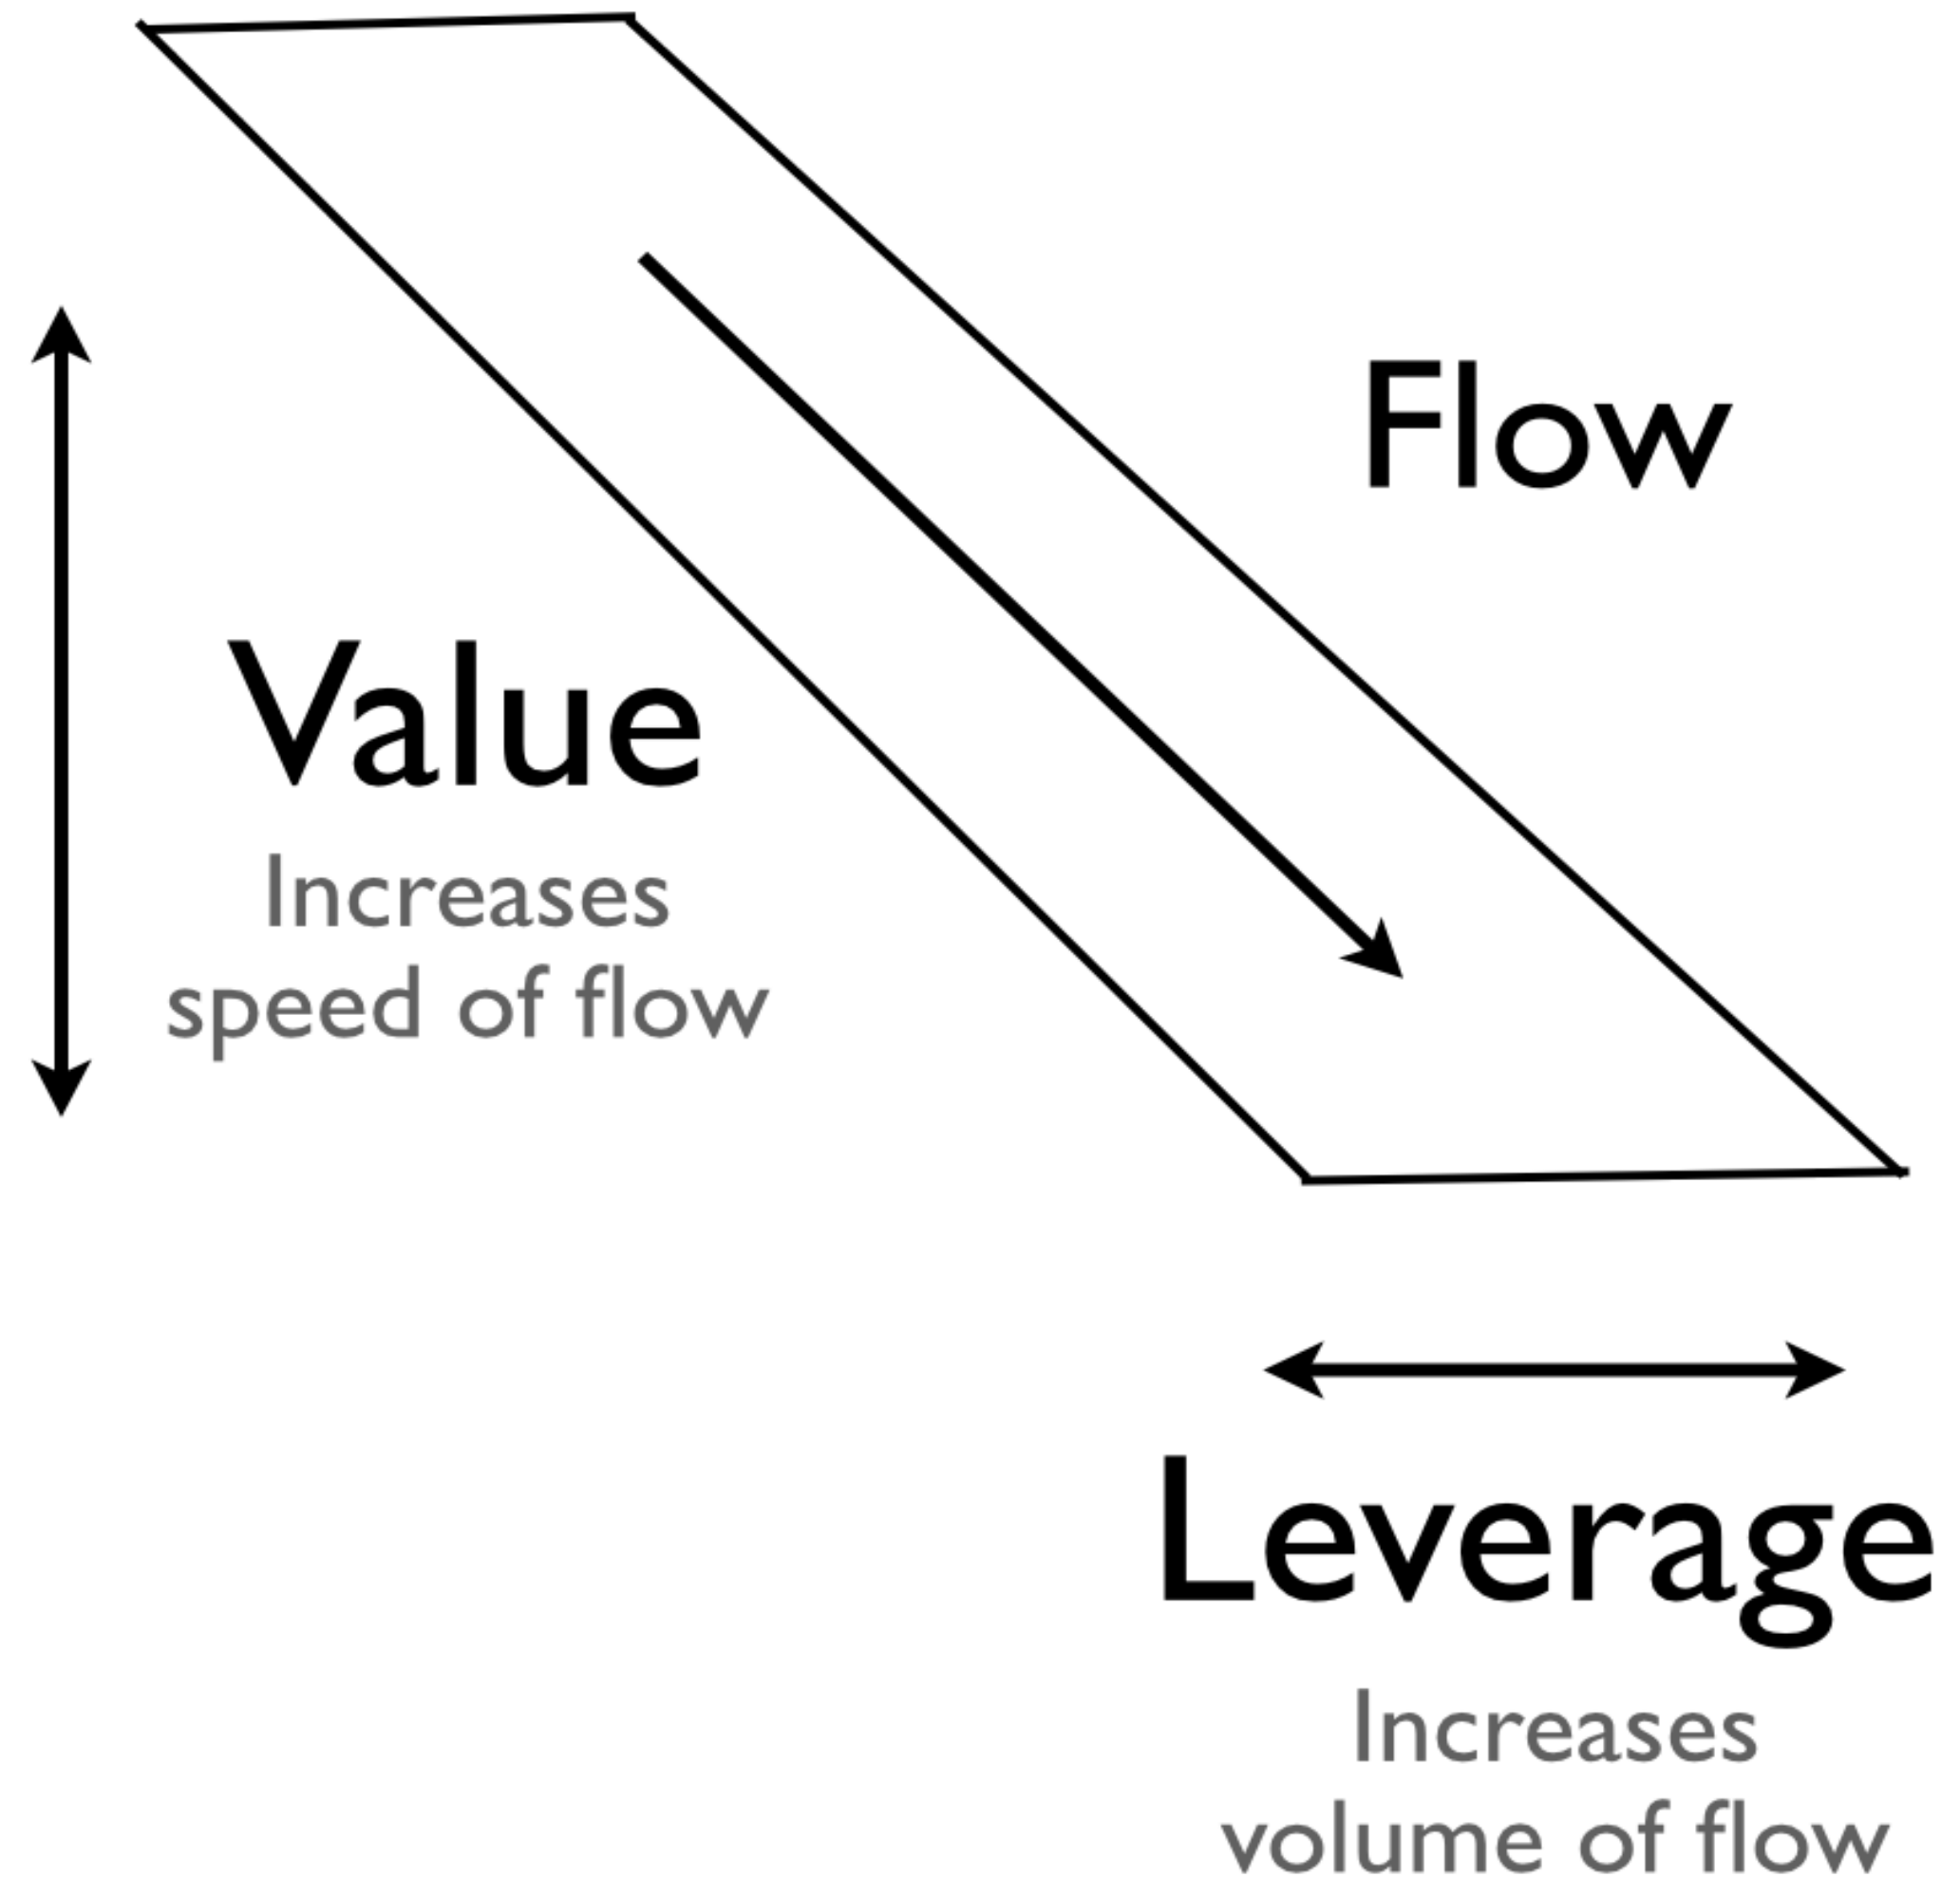 Flow
Value
Increases
speed of flow
Leverage
Increases
volume of flow